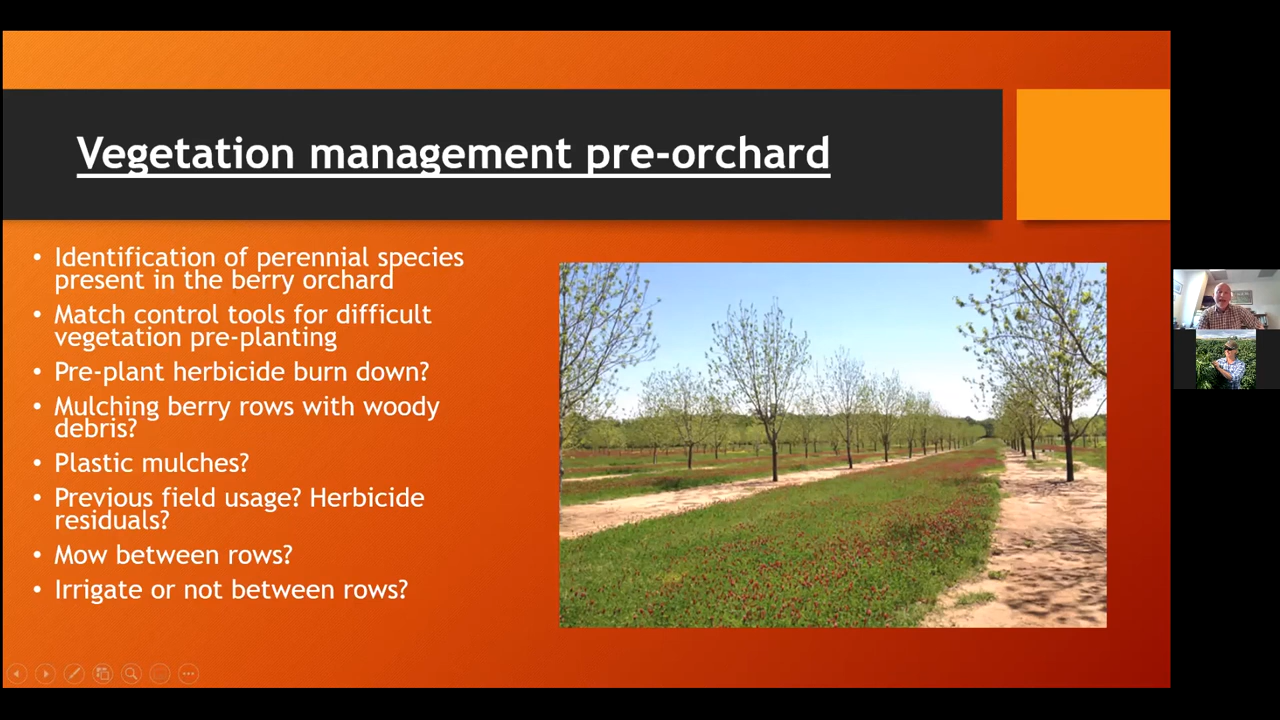 Vegetation management pre-orchard
• Identification of perennial species
present in the berry orchard
• Match control tools for difficult
vegetation pre-planting
• Pre-plant herbicide burn down?
• Mulching berry rows with woody
debris?
• Plastic mulches?
• Previous field usage? Herbicide
residuals?
• Mow between rows?
• Irrigate or not between rows?